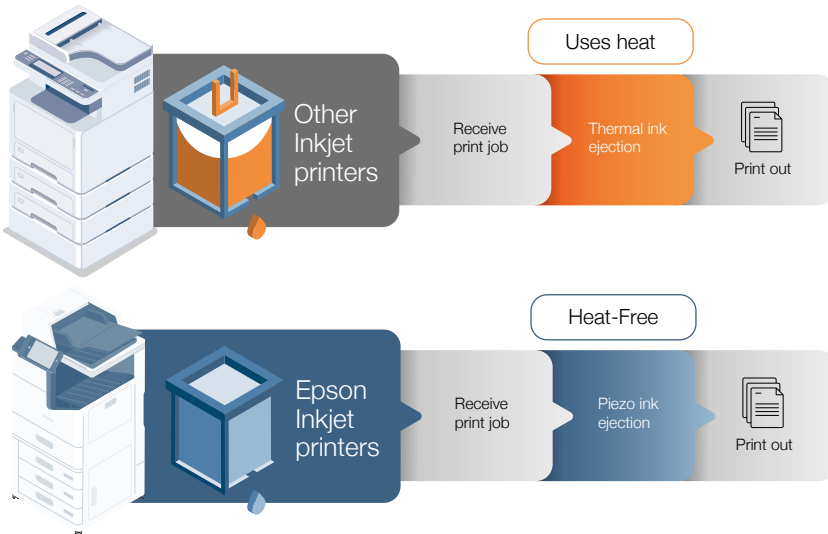 Uses heat
Other
Inkjet
printers
Receive
print job
Thermal ink
ejection
Print out
Heat-Free
Epson
Inkjet
printers
Receive
print job
Piezo ink
ejection
Print out